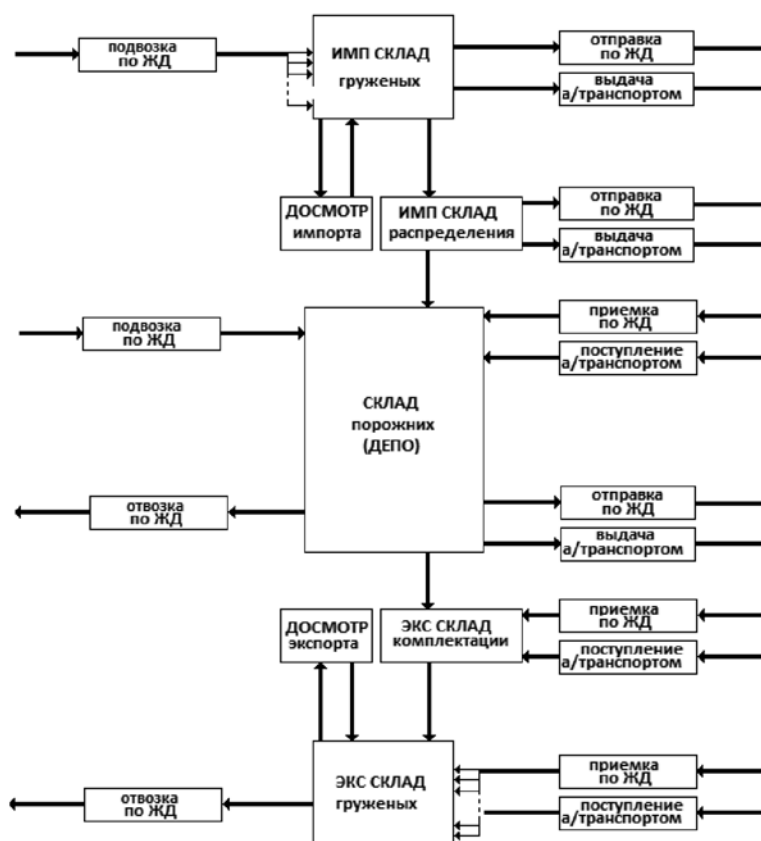 подвозка
по ЖД
ИМП СКЛАД
груженых
отправка
по ЖД
выдача
а/транспортом
ДОСМОТР
импорта
ИМП СКЛАД
распределения
отправка
по ЖД
выдача
а/транспортом
подвозка
по ЖД
приемка
по ЖД
поступление
а/транспортом
СКЛАД
порожних
(ДЕПО)
отвозка
по ЖД
отправка
по ЖД
выдача
а/транспортом
ДОСМОТР
экспорта
ЭКС СКЛАД
комплектации
приемка
по ЖД
поступление
а/транспортом
отвозка
по ЖД
ЭКС СКЛАД
груженых
приемка
по ЖД
поступление
а/транспортом